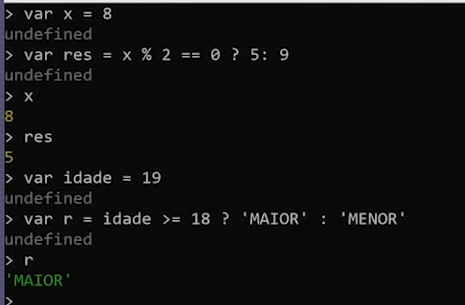 > var x = 8
undefined
> var res = x % 2 == 0 ? 5: 9
undefined
> x
8
> res
5
> var idade = 19
undefined
> var r = idade >= 18 ? 'MAIOR' : 'MENOR'
undefined
> r
'MAIOR'
>